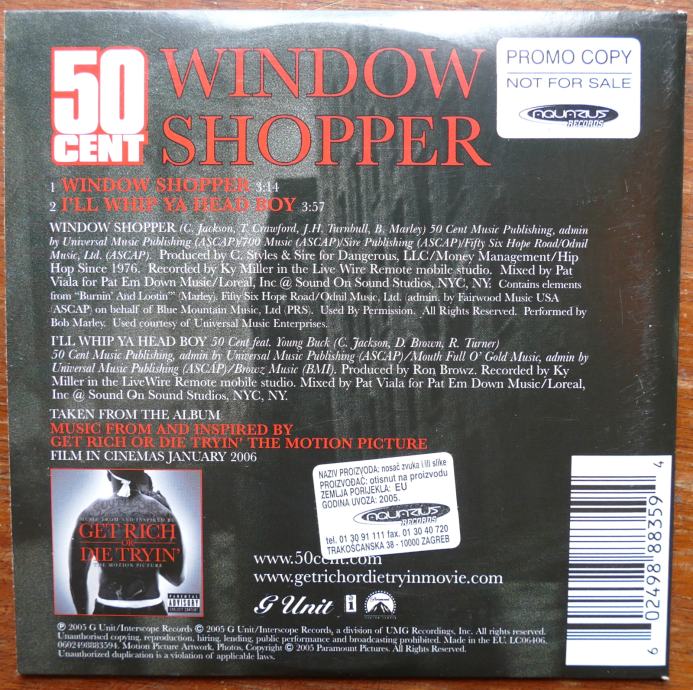 50
CENT
WINDOW
SHOPPER
PROMO COPY
NOT FOR SALE
AQUARIUS
RECORDS
1 WINDOW SHOPPER 3:14
2 I'LL WHIP YA HEAD BOY 3:57
WINDOW SHOPPER (C. Jackson, T. Crawford, J.H. Turnbull, B. Marley) 50 Cent Music Publishing, admin
by Universal Music Publishing (ASCAP)/700 Music (ASCAP)/Sire Publishing (ASCAP)/Fifty Six Hope Road/Odnil
Music, Ltd. (ASCAP). Produced by C. Styles & Sire for Dangerous, LLC/Money Management/Hip
Hop Since 1976. Recorded by Ky Miller in the Live Wire Remote mobile studio. Mixed by Pat
Viala for Pat Em Down Music/Loreal, Inc @ Sound On Sound Studios, NYC, NY. Contains elements
from "Burnin' And Lootin'" (Marley). Fifty Six Hope Road/Odnil Music, Ltd. (admin. by Fairwood Music USA
(ASCAP) on behalf of Blue Mountain Music, Ltd (PRS). Used By Permission. All Rights Reserved. Performed by
Bob Marley. Used courtesy of Universal Music Enterprises.
I'LL WHIP YA HEAD BOY 50 Cent feat. Young Buck (C. Jackson, D. Brown, R. Turner)
50 Cent Music Publishing, admin by Universal Music Publishing (ASCAP)/Mouth Full O' Gold Music, admin by
Universal Music Publishing (ASCAP)/Browz Music (BMI). Produced by Ron Browz. Recorded by Ky
Miller in the LiveWire Remote mobile studio. Mixed by Pat Viala for Pat Em Down Music/Loreal,
Inc @ Sound On Sound Studios, NYC, NY.
TAKEN FROM THE ALBUM
MUSIC FROM AND INSPIRED BY
GET RICH OR DIE TRYIN' THE MOTION PICTURE
FILM IN CINEMAS JANUARY 2006
MUSIC FROM AND INSPIRED BY
GET RICH
OR
DIE TRYIN'
THE MOTION PICTURE
PARENTAL
ADVISORY
EXPLICIT CONTENT
NAZIV PROIZVODA: nosač zvuka i/ili slike
PROIZVOĐAČ: otisnut na proizvodu
ZEMLJA PORIJEKLA: EU
GODINA UVOZA: 2005.
AQUARIUS
RECORDS
tel. 01 30 91 111 fax. 01 30 40 720
TRAKOŠĆANSKA 38 - 10000 ZAGREB
www.50cent.com
www.getrichordietryinmovie.com
G Unit
i
Paramount
6 02498 88359 4
℗ 2005 G Unit/Interscope Records © 2005 G Unit/Interscope Records, a division of UMG Recordings, Inc. All rights reserved.
Unauthorised copying, reproduction, hiring, lending, public performance and broadcasting prohibited. Made in the EU. LC06406.
0602498883594. Motion Picture Artwork, Photos, Copyright © 2005 Paramount Pictures. All Rights Reserved.
Unauthorized duplication is a violation of applicable laws.